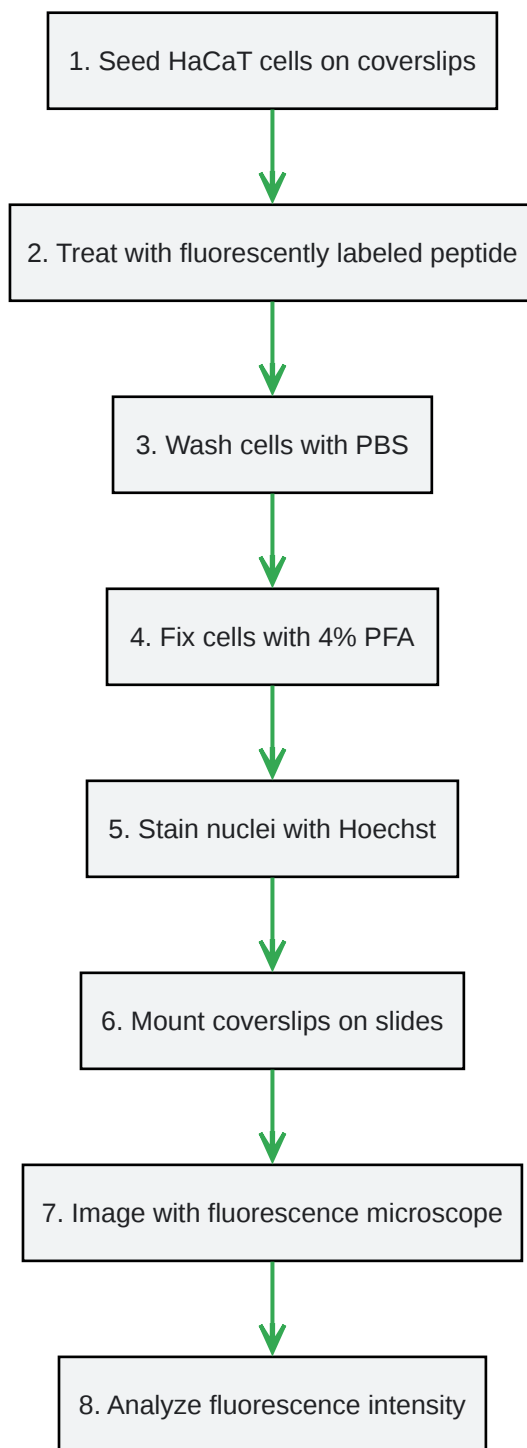 1. Seed HaCaT cells on coverslips
2. Treat with fluorescently labeled peptide
3. Wash cells with PBS
4. Fix cells with 4% PFA
5. Stain nuclei with Hoechst
6. Mount coverslips on slides
7. Image with fluorescence microscope
8. Analyze fluorescence intensity